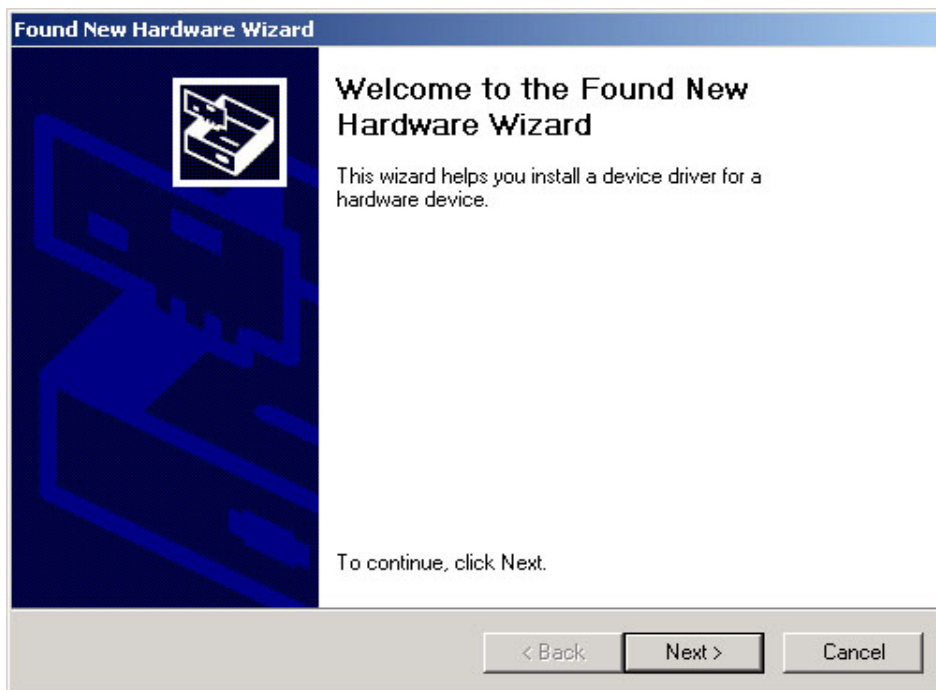 Found New Hardware Wizard
Welcome to the Found New
Hardware Wizard
This wizard helps you install a device driver for a
hardware device.
To continue, click Next.
< Back
Next >
Cancel